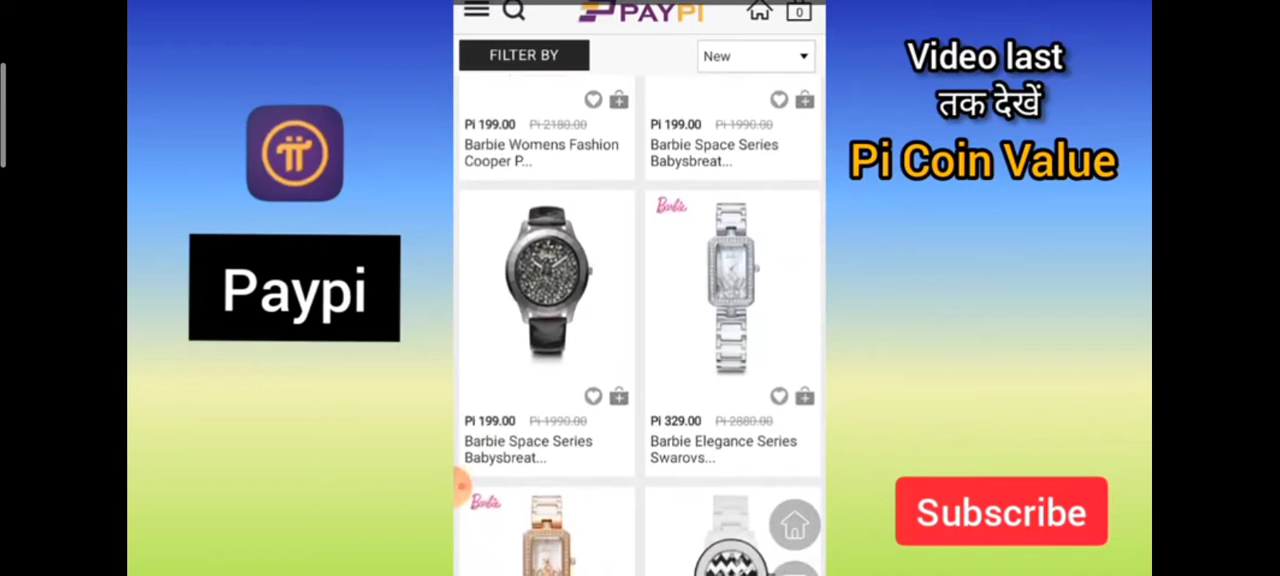 PAYPI
0
FILTER BY
New
Pi 199.00 Pi 2180.00
Barbie Womens Fashion
Cooper P...
Pi 199.00 Pi 1990.00
Barbie Space Series
Babysbreat...
Barbie
Pi 199.00 Pi 1990.00
Barbie Space Series
Babysbreat...
Pi 329.00 Pi 2880.00
Barbie Elegance Series
Swarovs...
Barbie
Paypi
Video last
तक देखें
Pi Coin Value
Subscribe